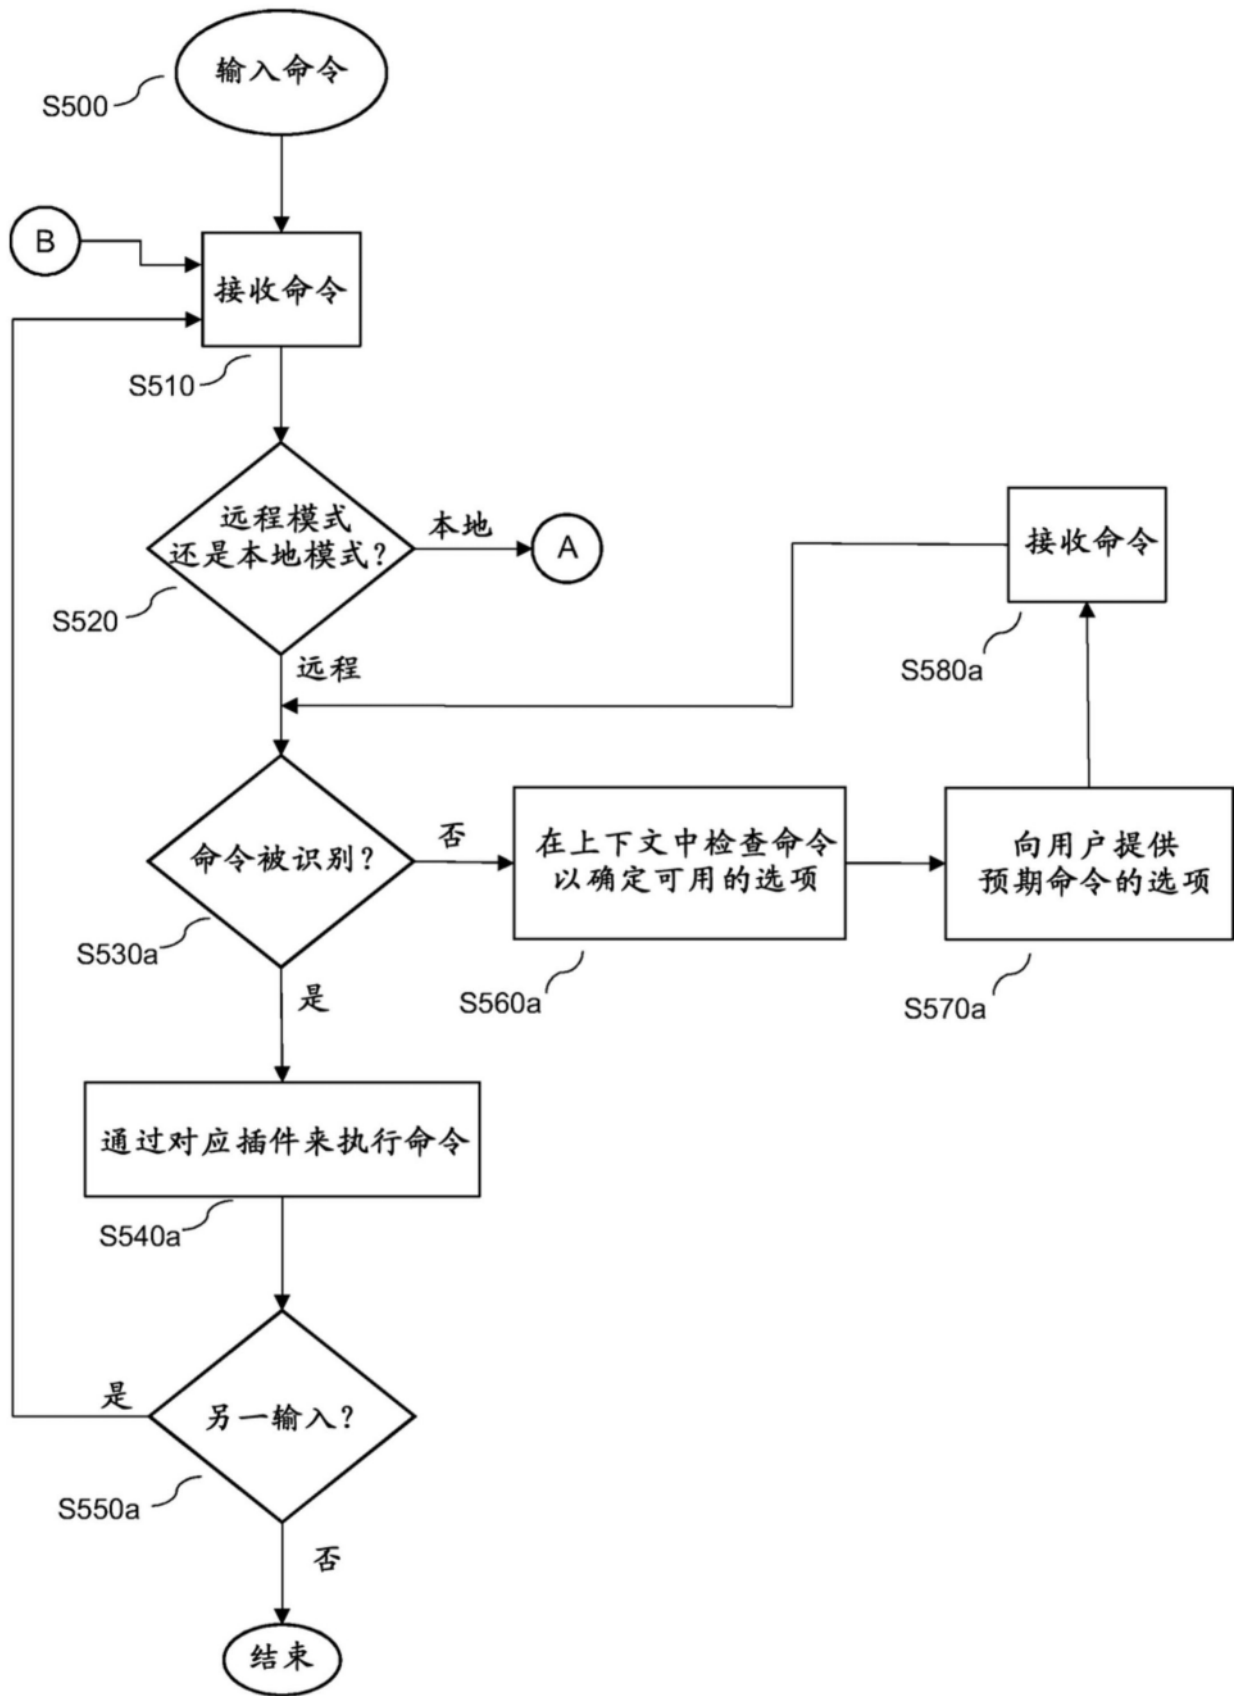 输入命令
S500
B
接收命令
S510
远程模式
还是本地模式?
本地
A
S520
远程
接收命令
S580a
命令被识别?
否
S530a
是
在上下文中检查命令
以确定可用的选项
S560a
向用户提供
预期命令的选项
S570a
通过对应插件来执行命令
S540a
是
另一输入?
S550a
否
结束